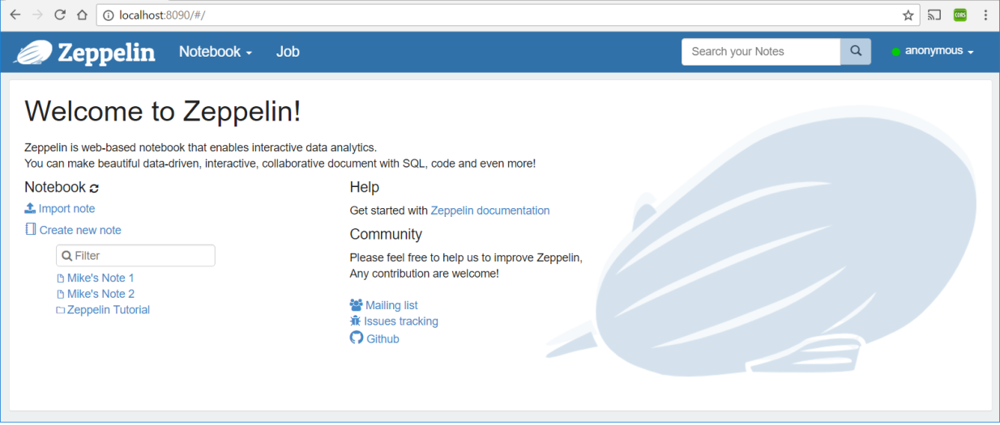 localhost:8090/#/
CORS
Zeppelin Notebook Job Search your Notes anonymous
Welcome to Zeppelin!
Zeppelin is web-based notebook that enables interactive data analytics.
You can make beautiful data-driven, interactive, collaborative document with SQL, code and even more!
Notebook
Import note
Create new note
Filter
Mike's Note 1
Mike's Note 2
Zeppelin Tutorial
Help
Get started with Zeppelin documentation
Community
Please feel free to help us to improve Zeppelin,
Any contribution are welcome!
Mailing list
Issues tracking
Github